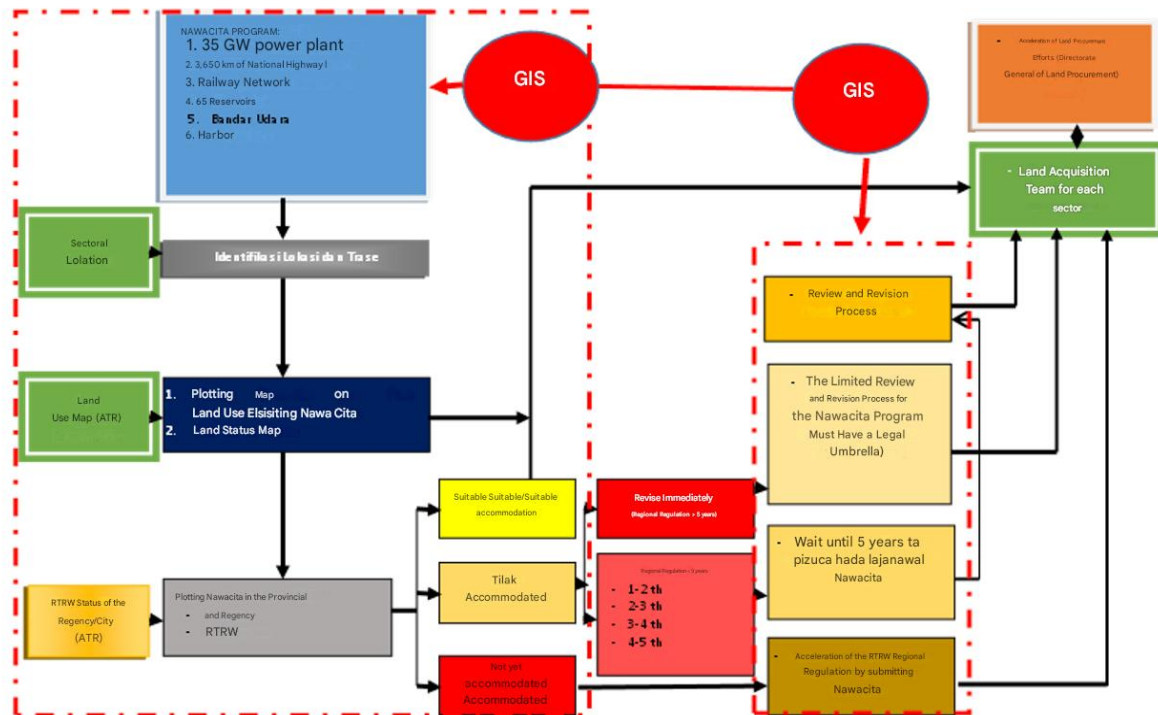 NAWACITA PROGRAM:
1. 35 GW power plant
2. 3,650 km of National Highway I
3. Railway Network
4. 65 Reservoirs
5. Bandar Udara
6. Harbor
GIS
GIS
- Acceleration of Land Procurement
Efforts (Directorate
General of Land Procurement)
- Land Acquisition
Team for each
sector
Sectoral
Lolation
Identifikasi Lokasi dan Trase
- Review and Revision
Process
Land
Use Map (ATR)
1. Plotting Map on
Land Use Elsisiting Nawa Cita
2. Land Status Map
- The Limited Review
and Revision Process for
the Nawacita Program
Must Have a Legal
Umbrella)
Suitable Suitable/Suitable
accommodation
Revise Immediately
(Regional Regulation > 5 years)
Tilak
Accommodated
Regional Regulation < 5 years
- 1-2 th
- 2-3 th
- 3-4 th
- 4-5 th
- Wait until 5 years ta
pizuca hada lajanawal
Nawacita
RTRW Status of the
Regency/City
(ATR)
Plotting Nawacita in the Provincial
- and Regency
- RTRW
Not yet
accommodated
Accommodated
- Acceleration of the RTRW Regional
Regulation by submitting
Nawacita